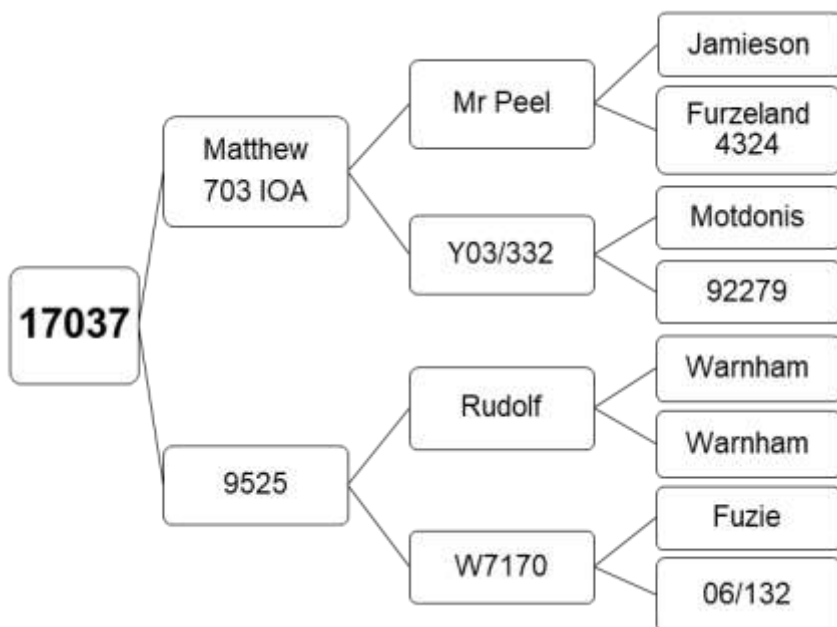 Jamieson
Mr Peel
Furzeland
4324
Matthew
703 IOA
Motdonis
Y03/332
92279
17037
Warnham
Rudolf
Warnham
9525
Fuzie
W7170
06/132